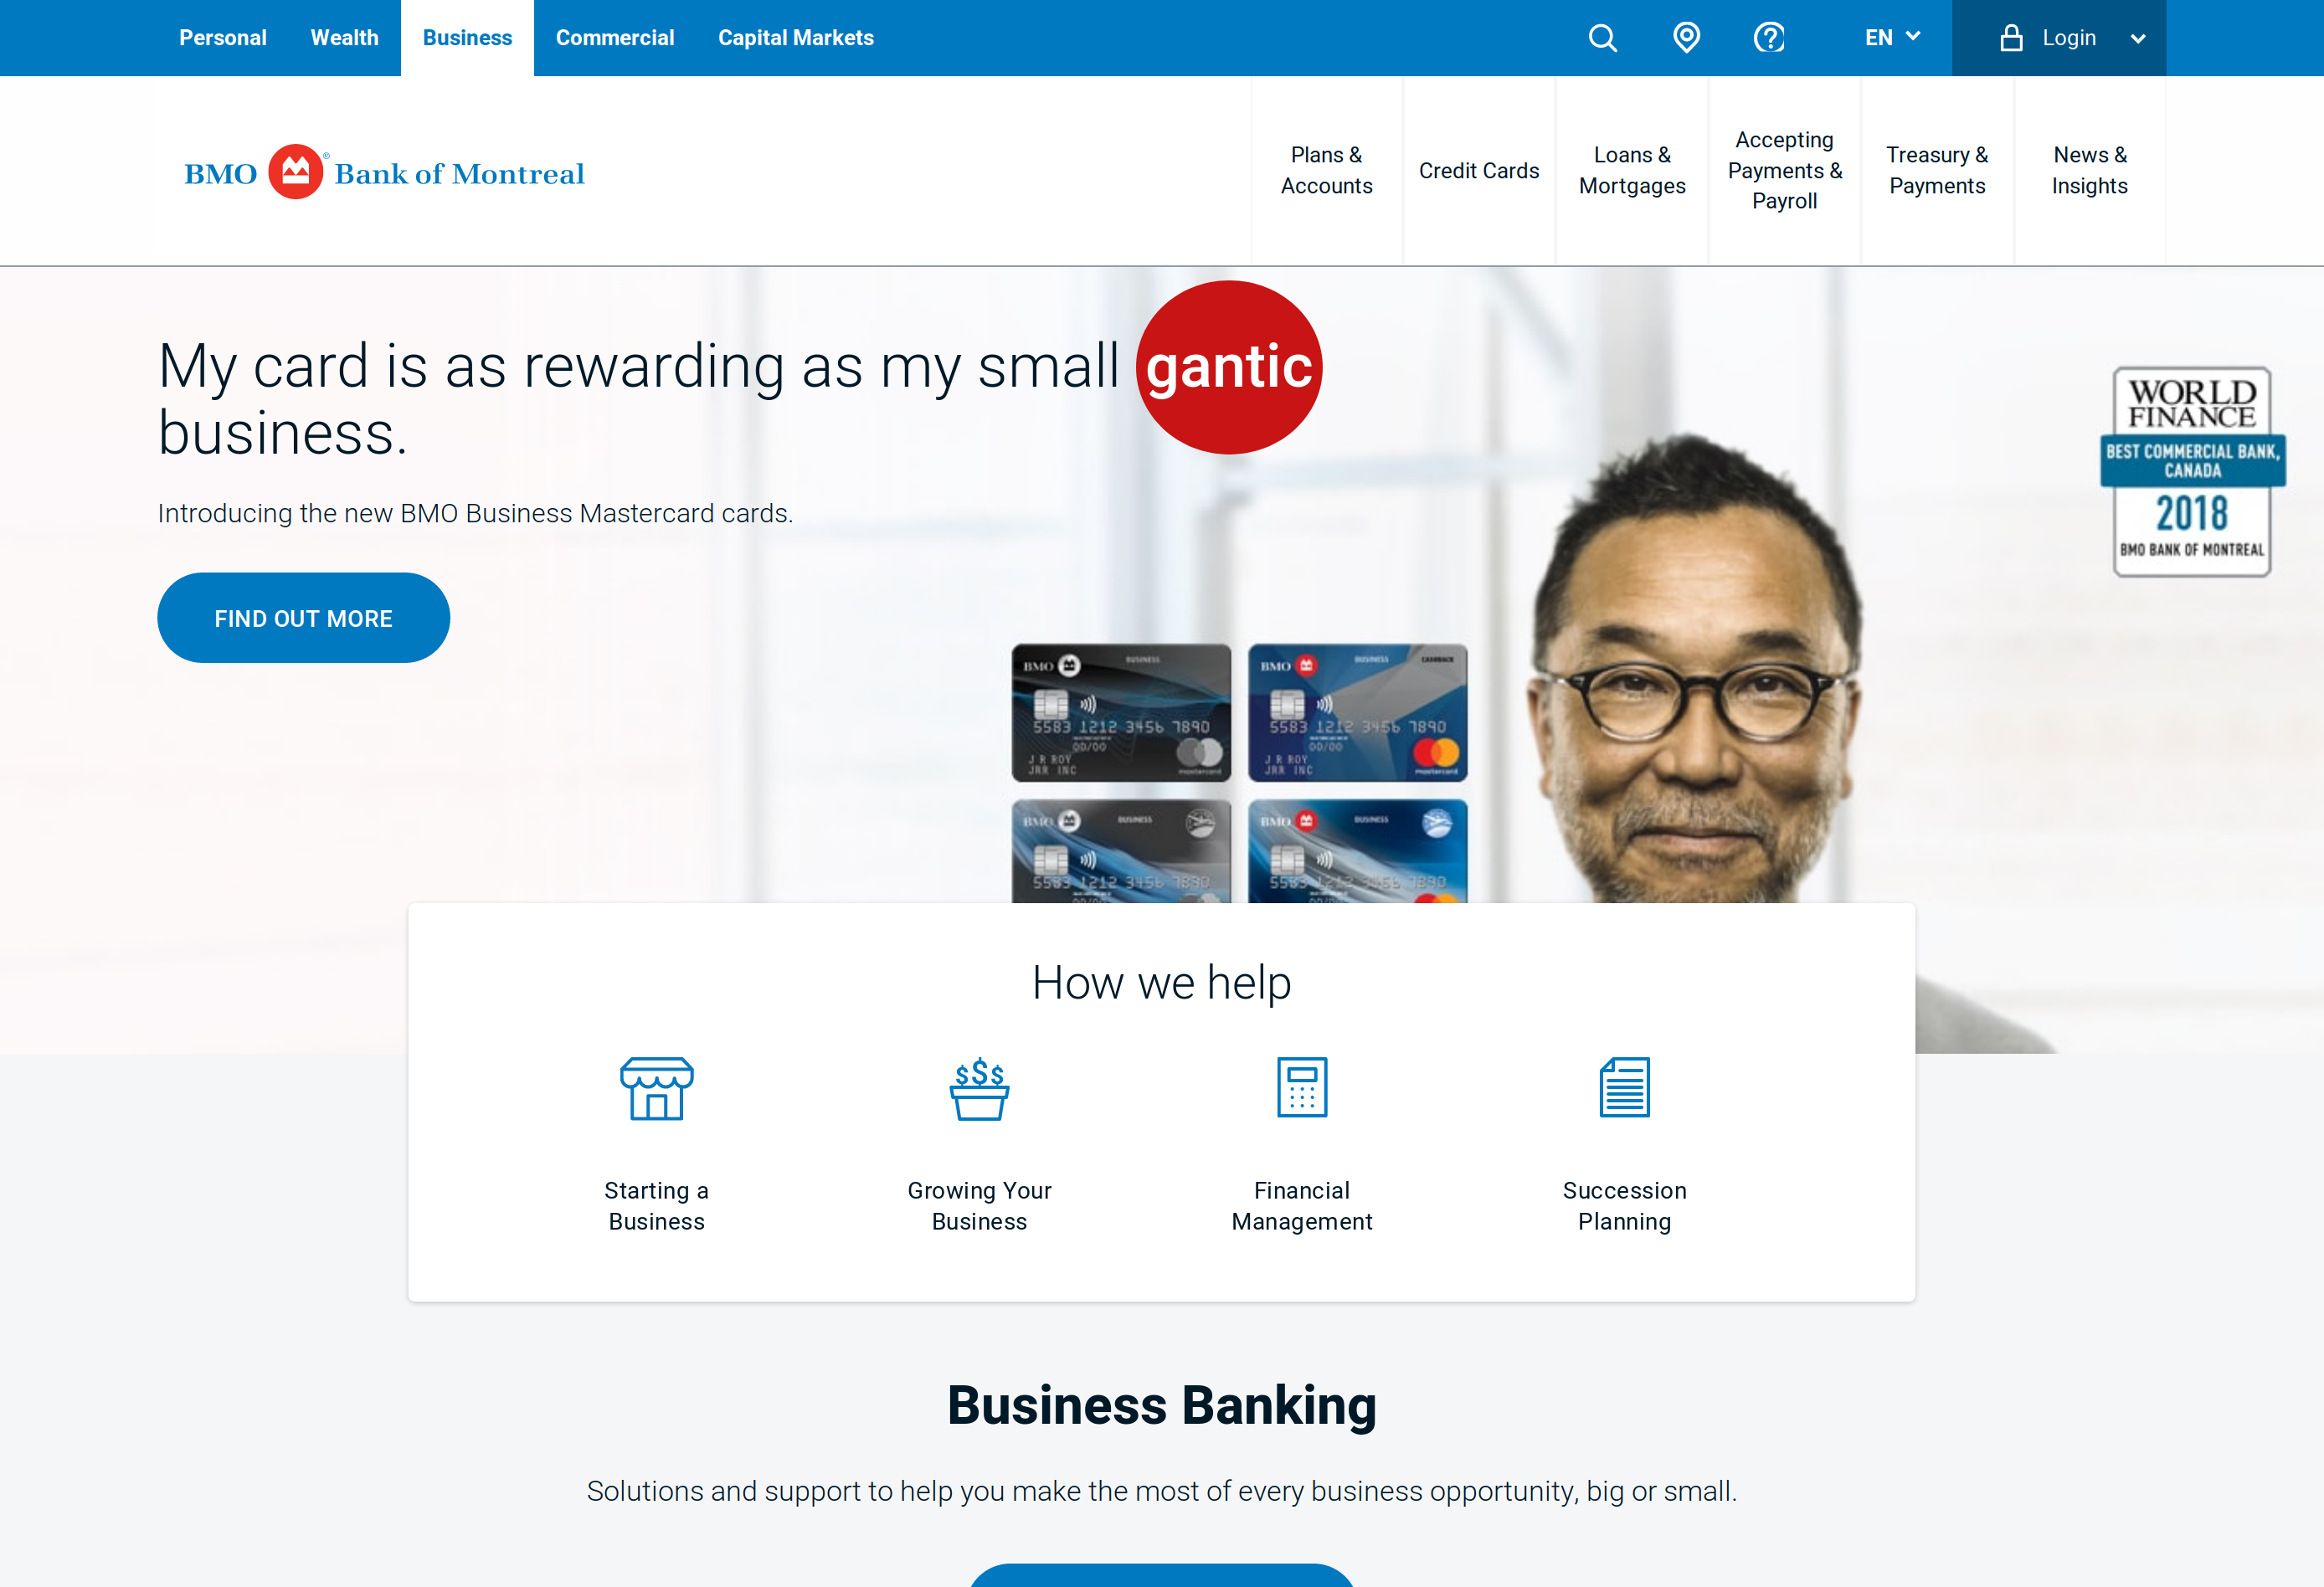 Personal Wealth Business Commercial Capital Markets EN Login
BMO Bank of Montreal
Plans &
Accounts
Credit Cards
Loans &
Mortgages
Accepting
Payments &
Payroll
Treasury &
Payments
News &
Insights
My card is as rewarding as my small gantic
business.
Introducing the new BMO Business Mastercard cards.
FIND OUT MORE
WORLD
FINANCE
BEST COMMERCIAL BANK,
CANADA
2018
BMO BANK OF MONTREAL
BMO BUSINESS
5583 1212 3456 7890
00/00
J R ROY
JRR INC
mastercard
BMO BUSINESS CASHBACK
5583 1212 3456 7890
00/00
J R ROY
JRR INC
mastercard
BMO BUSINESS
5583 1212 3456 7890
BMO BUSINESS
5583 1212 3456 7890
How we help
Starting a
Business
Growing Your
Business
Financial
Management
Succession
Planning
Business Banking
Solutions and support to help you make the most of every business opportunity, big or small.